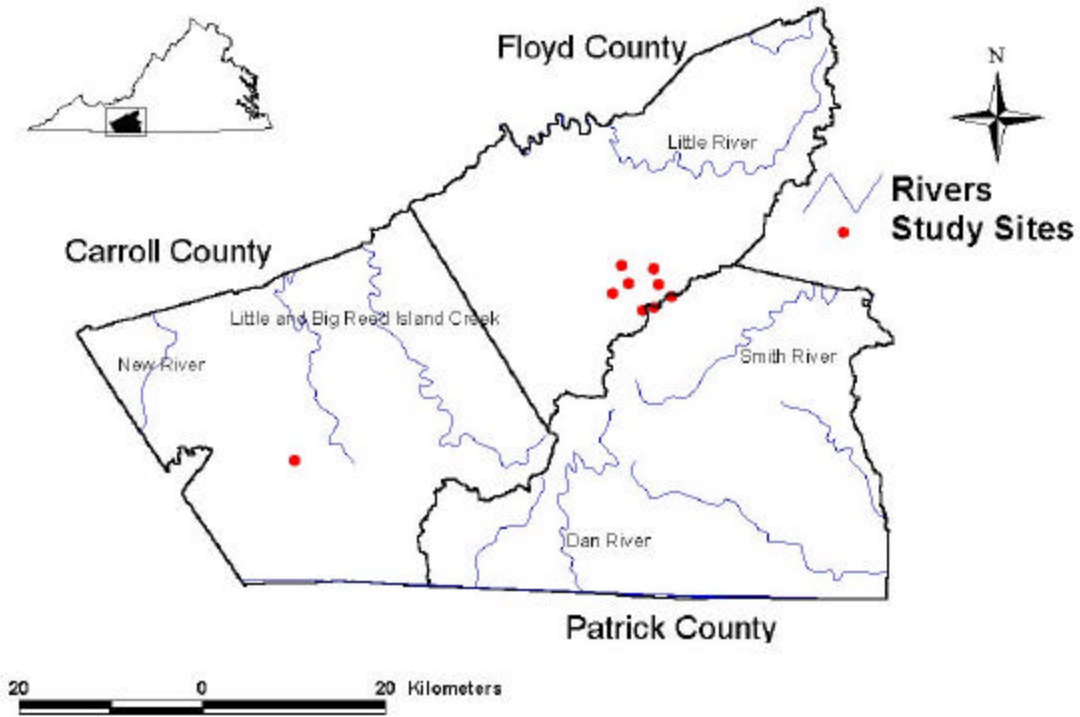 Floyd County
N
Little River
Rivers
Study Sites
Carroll County
Little and Big Reed Island Creek
New River
Smith River
Dan River
Patrick County
20 0 20 Kilometers